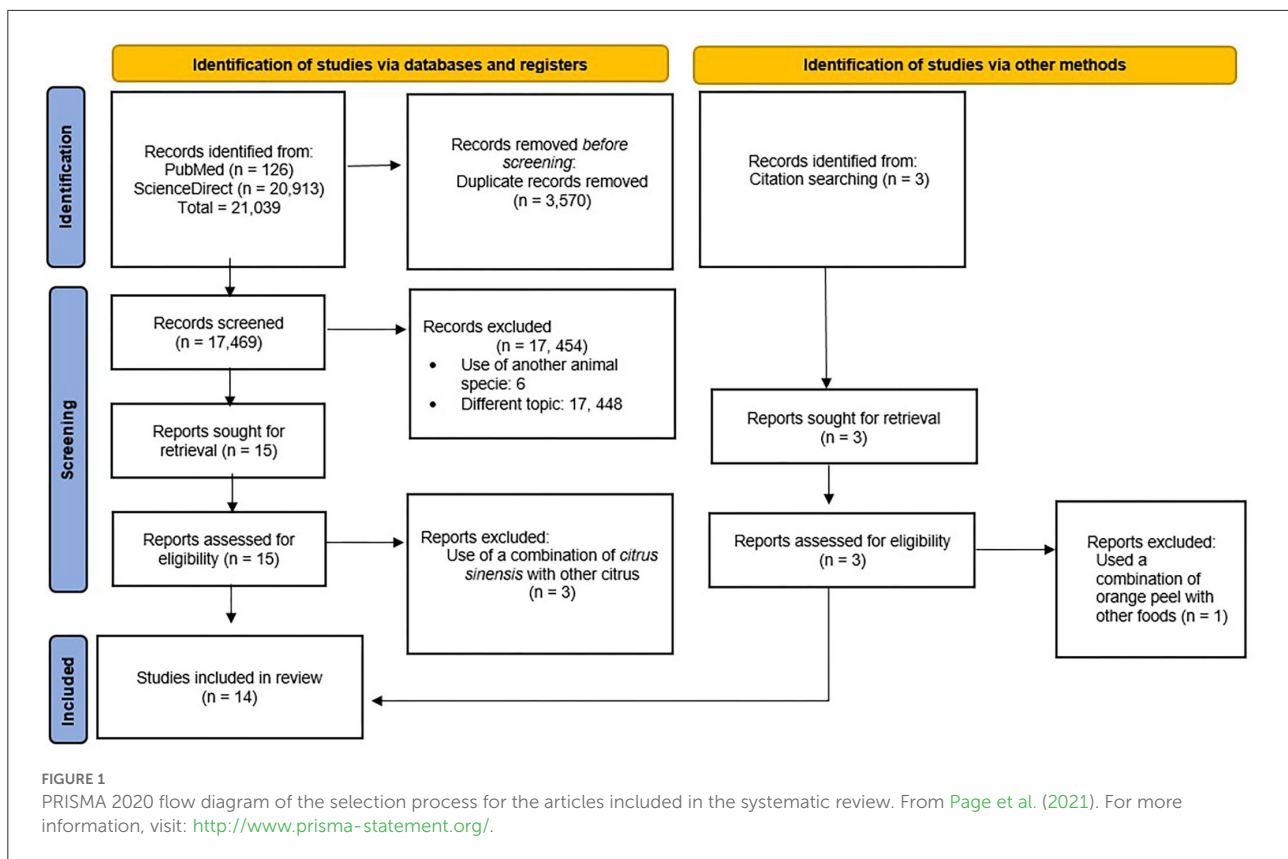 Identification of studies via databases and registers
Identification of studies via other methods
Identification
Records identified from:
PubMed (n = 126)
ScienceDirect (n = 20,913)
Total = 21,039
Records removed before
screening:
Duplicate records removed
(n = 3,570)
Records identified from:
Citation searching (n = 3)
Screening
Records screened
(n = 17,469)
Records excluded
(n = 17, 454)
• Use of another animal
specie: 6
• Different topic: 17, 448
Reports sought for
retrieval (n = 15)
Reports sought for retrieval
(n = 3)
Reports assessed for
eligibility (n = 15)
Reports excluded:
Use of a combination of citrus
sinensis with other citrus
(n = 3)
Reports assessed for eligibility
(n = 3)
Reports excluded:
Used a
combination of
orange peel with
other foods (n = 1)
Included
Studies included in review
(n = 14)
FIGURE 1
PRISMA 2020 flow diagram of the selection process for the articles included in the systematic review. From Page et al. (2021). For more
information, visit: http://www.prisma-statement.org/.